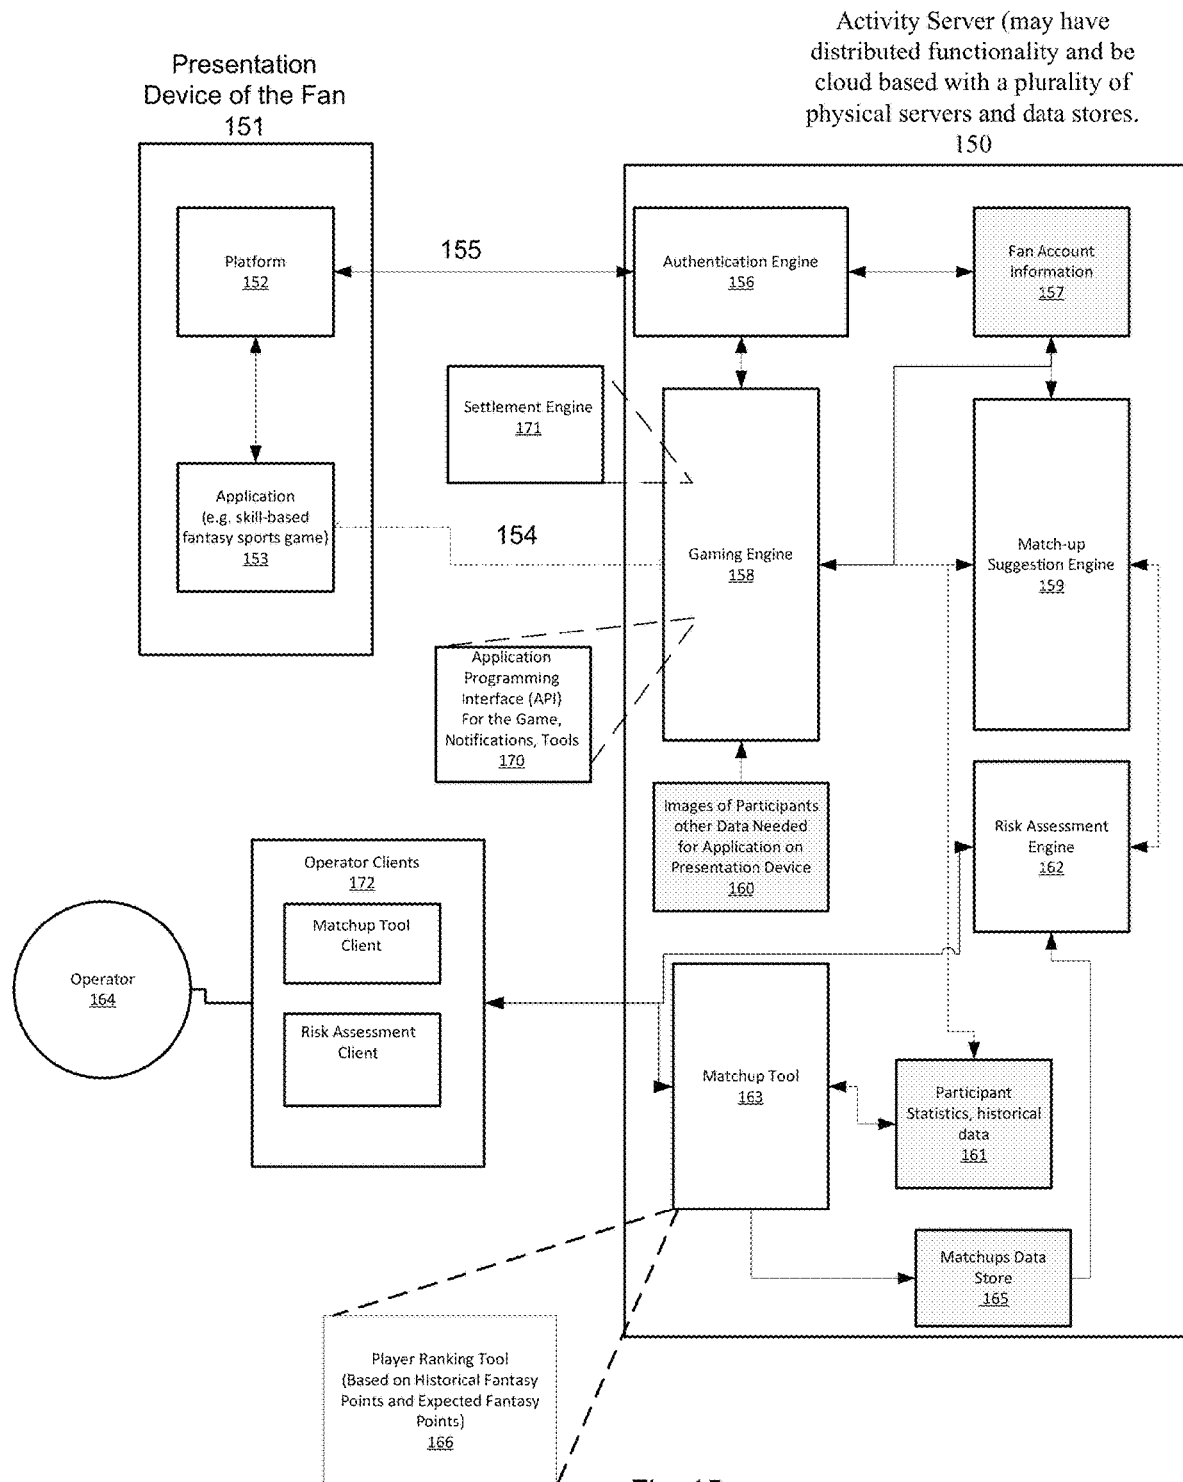 Activity Server (may have
distributed functionality and be
cloud based with a plurality of
physical servers and data stores.
150
Presentation
Device of the Fan
151
Platform
152
155
Authentication Engine
156
Fan Account
Information
157
Settlement Engine
171
Application
(e.g. skill-based
fantasy sports game)
153
154
Gaming Engine
158
Match-up
Suggestion Engine
159
Application
Programming
Interface (API)
For the Game,
Notifications, Tools
170
Images of Participants
other Data Needed
for Application on
Presentation Device
160
Risk Assessment
Engine
162
Operator Clients
172
Matchup Tool
Client
Risk Assessment
Client
Operator
164
Matchup Tool
163
Participant
Statistics, historical
data
161
Matchups Data
Store
165
Player Ranking Tool
(Based on Historical Fantasy
Points and Expected Fantasy
Points)
166